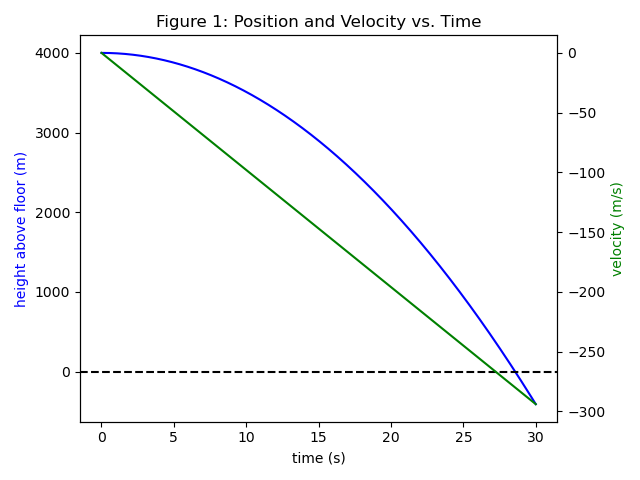 Figure 1: Position and Velocity vs. Time
height above floor (m)
4000
3000
2000
1000
0
0
−50
−100
−150
−200
−250
−300
velocity (m/s)
0 5 10 15 20 25 30
time (s)